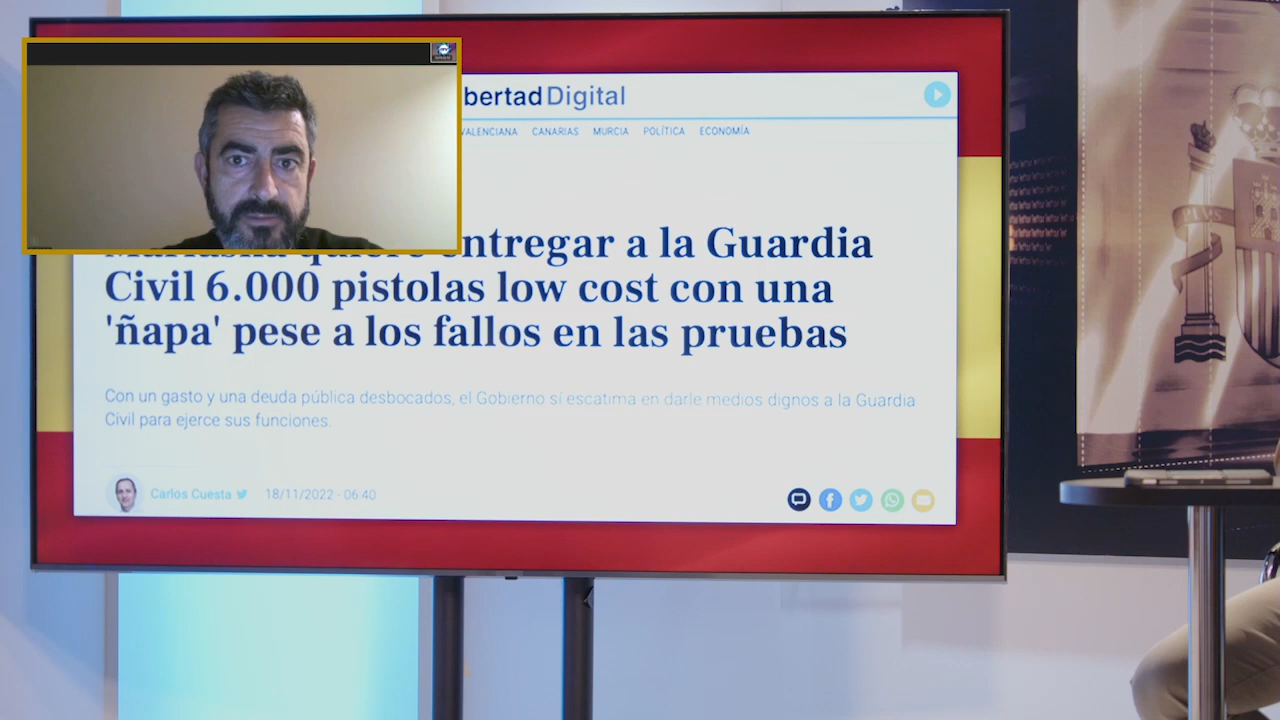 bertadDigital
VALENCIANA CANARIAS MURCIA POLÍTICA ECONOMÍA
entregar a la Guardia
Civil 6.000 pistolas low cost con una
'ñapa' pese a los fallos en las pruebas
Con un gasto y una deuda pública desbocados, el Gobierno sí escatima en darle medios dignos a la Guardia
Civil para ejerce sus funciones.
Carlos Cuesta 18/11/2022 - 06:40
PLUS